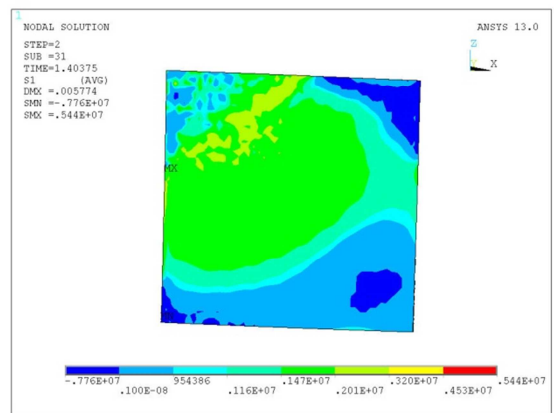 1
NODAL SOLUTION
ANSYS 13.0
STEP=2
SUB =31
TIME=1.40375
S1 (AVG)
DMX =.005774
SMN =-.776E+07
SMX =.544E+07
Z
Y X
MX
-.776E+07 954386 .147E+07 .320E+07 .544E+07
.100E-08 .116E+07 .201E+07 .453E+07